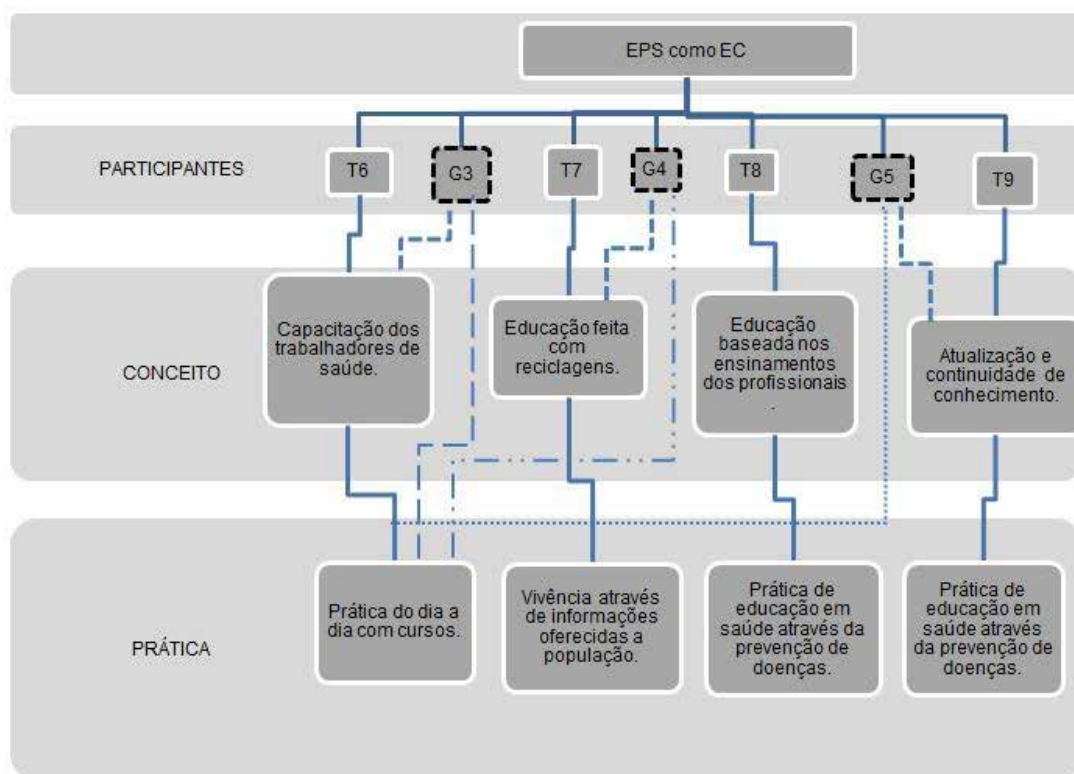 EPS como EC
PARTICIPANTES
T6
G3
T7
G4
T8
G5
T9
CONCEITO
Capacitação dos
trabalhadores de
saúde.
Educação feita
com
reciclagens.
Educação
baseada nos
ensinamentos
dos profissionais
.
Atualização e
continuidade de
conhecimento.
PRÁTICA
Prática do dia a
dia com cursos.
Vivência através
de informações
oferecidas a
população.
Prática de
educação em
saúde através da
prevenção de
doenças.
Prática de
educação em
saúde através
da prevenção de
doenças.